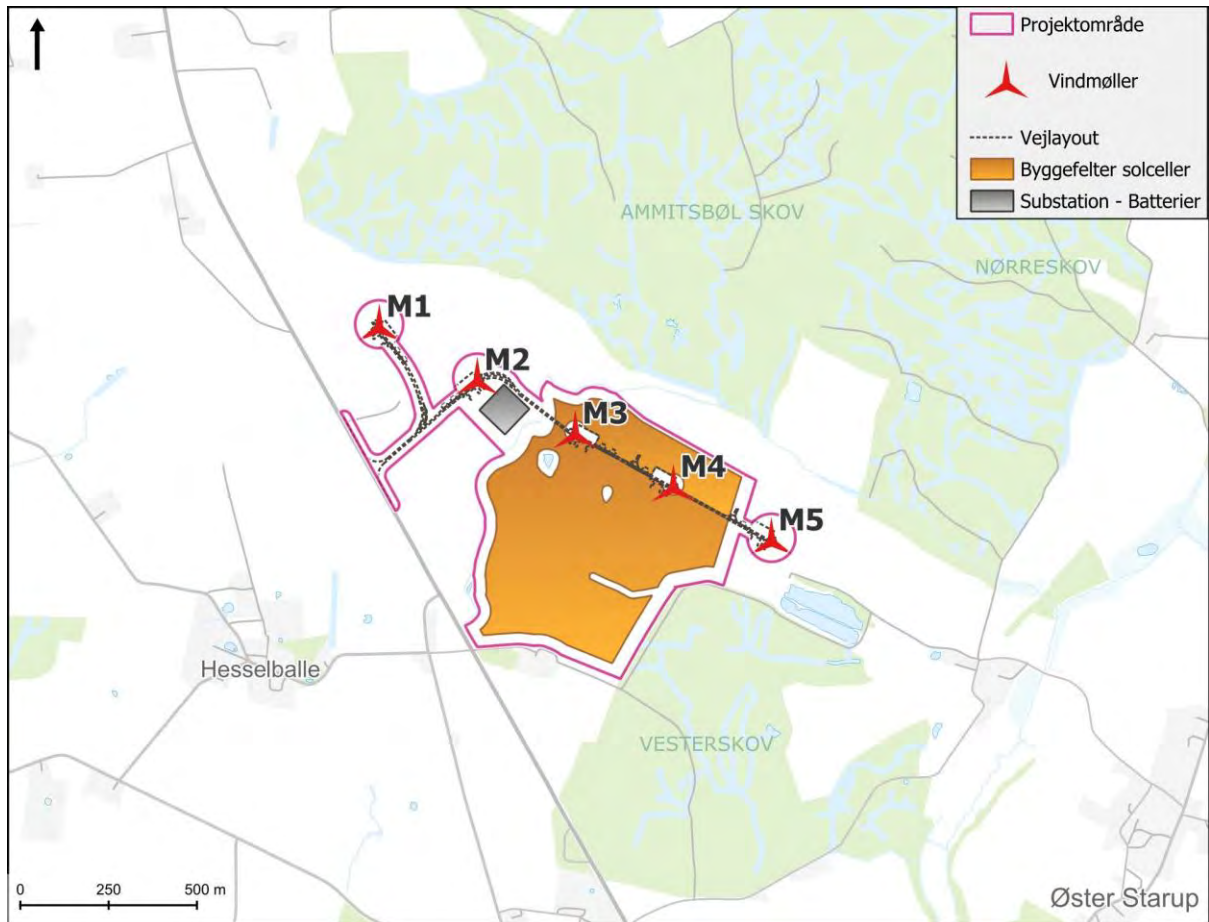 Projektområde
Vindmøller
Vejlayout
Byggefelter solceller
Substation - Batterier
AMMITSBØL SKOV
NØRRESKOV
M1
M2
M3
M4
M5
Hesselballe
VESTERSKOV
0 250 500 m
Øster Starup